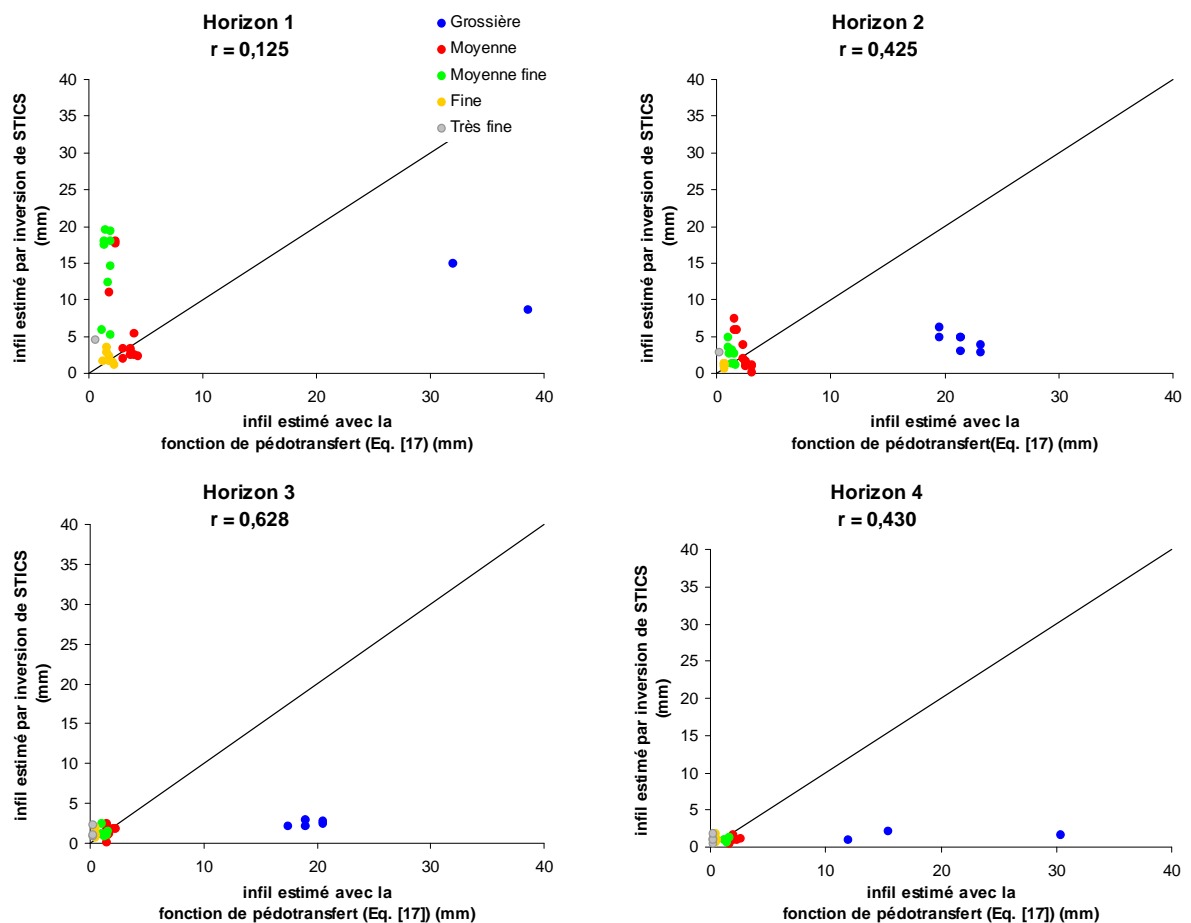 Horizon 1
r = 0,125
Grossière
Moyenne
Moyenne fine
Fine
Très fine
infil estimé par inversion de STICS
(mm)
40
35
30
25
20
15
10
5
0
0
10
20
30
40
infil estimé avec la
fonction de pédotransfert (Eq. [17) (mm)
Horizon 2
r = 0,425
infil estimé par inversion de STICS
(mm)
40
35
30
25
20
15
10
5
0
0
10
20
30
40
infil estimé avec la
fonction de pédotransfert(Eq. [17) (mm)
Horizon 3
r = 0,628
infil estimé par inversion de STICS
(mm)
40
35
30
25
20
15
10
5
0
0
10
20
30
40
infil estimé avec la
fonction de pédotransfert (Eq. [17]) (mm)
Horizon 4
r = 0,430
infil estimé par inversion de STICS
(mm)
40
35
30
25
20
15
10
5
0
0
10
20
30
40
infil estimé avec la
fonction de pédotransfert (Eq. [17]) (mm)